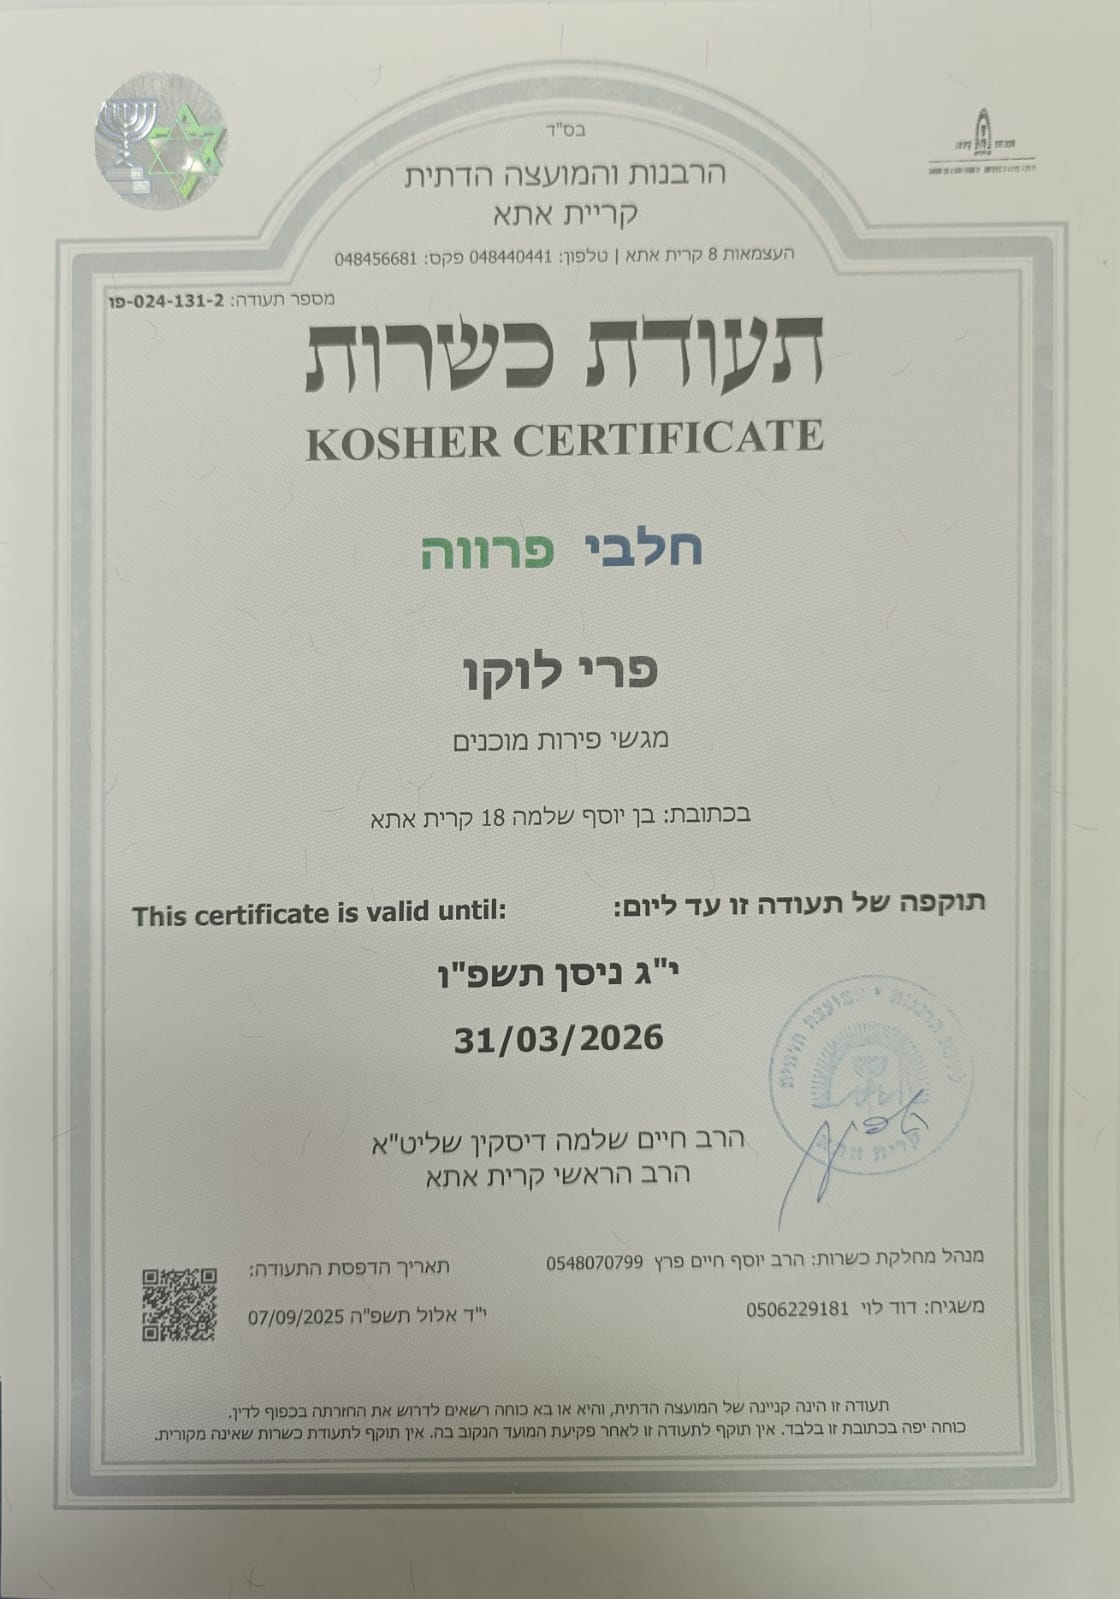 בס"ד
הרבנות והמועצה הדתית
קריית אתא
העצמאות 8 קרית אתא | טלפון: 048440441 פקס: 048456681
מספר תעודה: 024-131-2-פו
תעודת כשרות
KOSHER CERTIFICATE
חלבי פרווה
פרי לוקו
מגשי פירות מוכנים
בכתובת: בן יוסף שלמה 18 קרית אתא
תוקפה של תעודה זו עד ליום: This certificate is valid until:
י"ג ניסן תשפ"ו
31/03/2026
הרב חיים שלמה דיסקין שליט"א
הרב הראשי קרית אתא
קרית אתא
מנהל מחלקת כשרות: הרב יוסף חיים פרץ 0548070799
תאריך הדפסת התעודה:
משגיח: דוד לוי 0506229181
י"ד אלול תשפ"ה 07/09/2025
תעודה זו הינה קניינה של המועצה הדתית, והיא או בא כוחה רשאים לדרוש את החזרתה בכפוף לדין.
כוחה יפה בכתובת זו בלבד. אין תוקף לתעודה זו לאחר פקיעת המועד הנקוב בה. אין תוקף לתעודת כשרות שאינה מקורית.